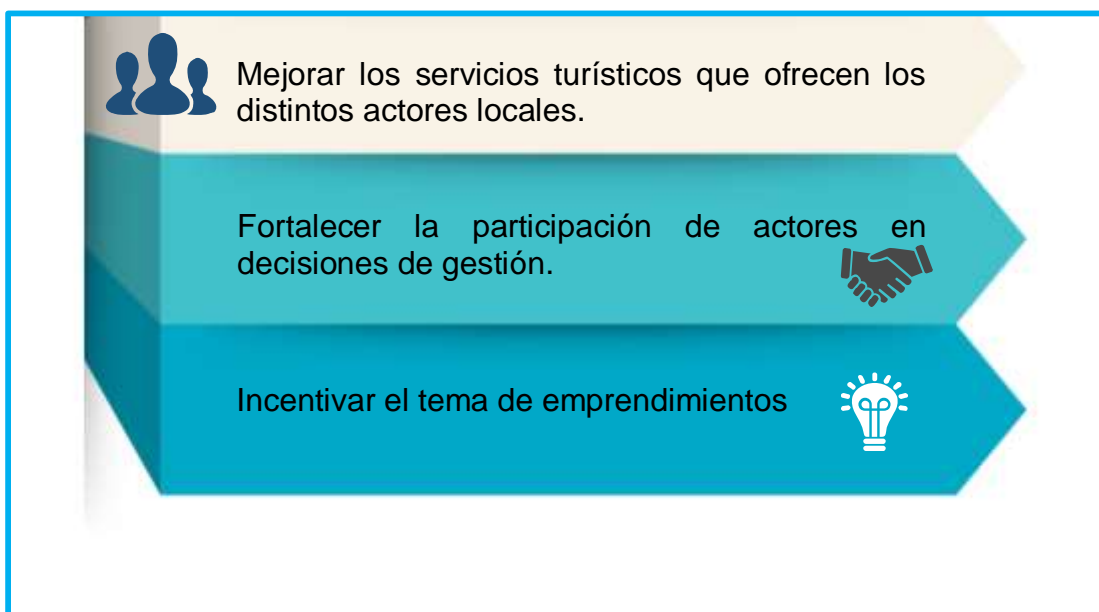 Mejorar los servicios turísticos que ofrecen los
distintos actores locales.
Fortalecer la participación de actores en
decisiones de gestión.
Incentivar el tema de emprendimientos